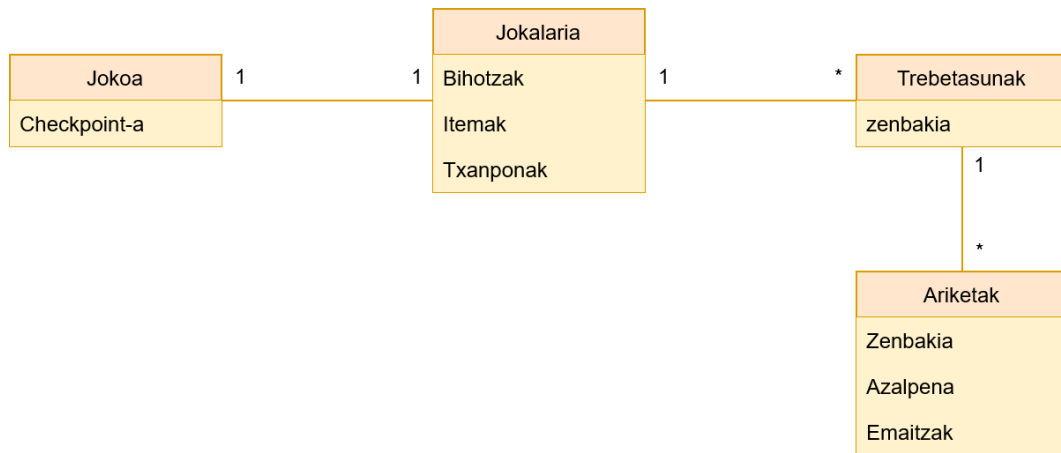 Jokoa
Checkpoint-a
1
1
Jokalaria
Bihotzak
Itemak
Txanponak
1
*
Trebetasunak
zenbakia
1
*
Ariketak
Zenbakia
Azalpena
Emaitzak